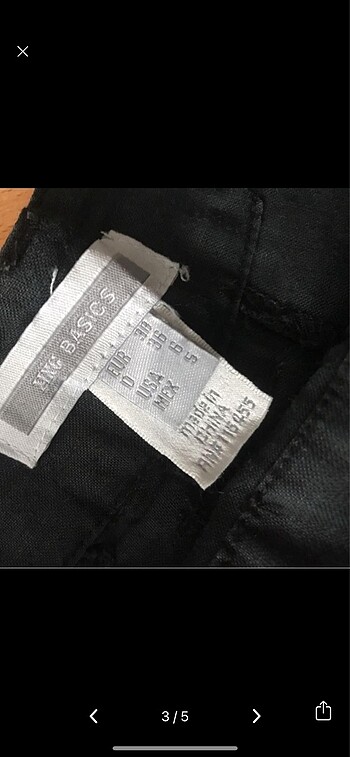 MNG BASICS
EUR 38
D 36
USA 6
MEX 5
Made in
CHINA
3/5